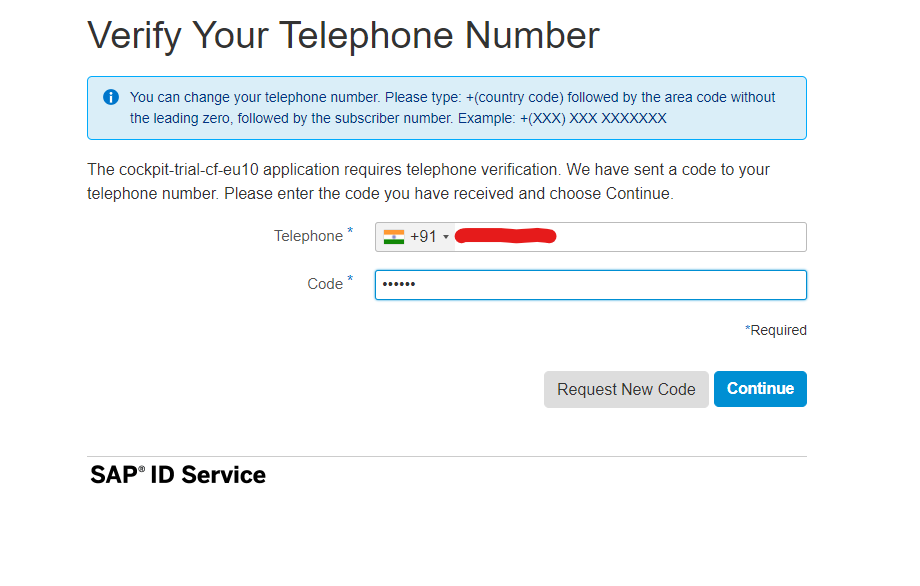 Verify Your Telephone Number
You can change your telephone number. Please type: +(country code) followed by the area code without
the leading zero, followed by the subscriber number. Example: +(XXX) XXX XXXXXXX
The cockpit-trial-cf-eu10 application requires telephone verification. We have sent a code to your
telephone number. Please enter the code you have received and choose Continue.
Telephone * +91
Code * ••••••
*Required
Request New Code Continue
SAP® ID Service